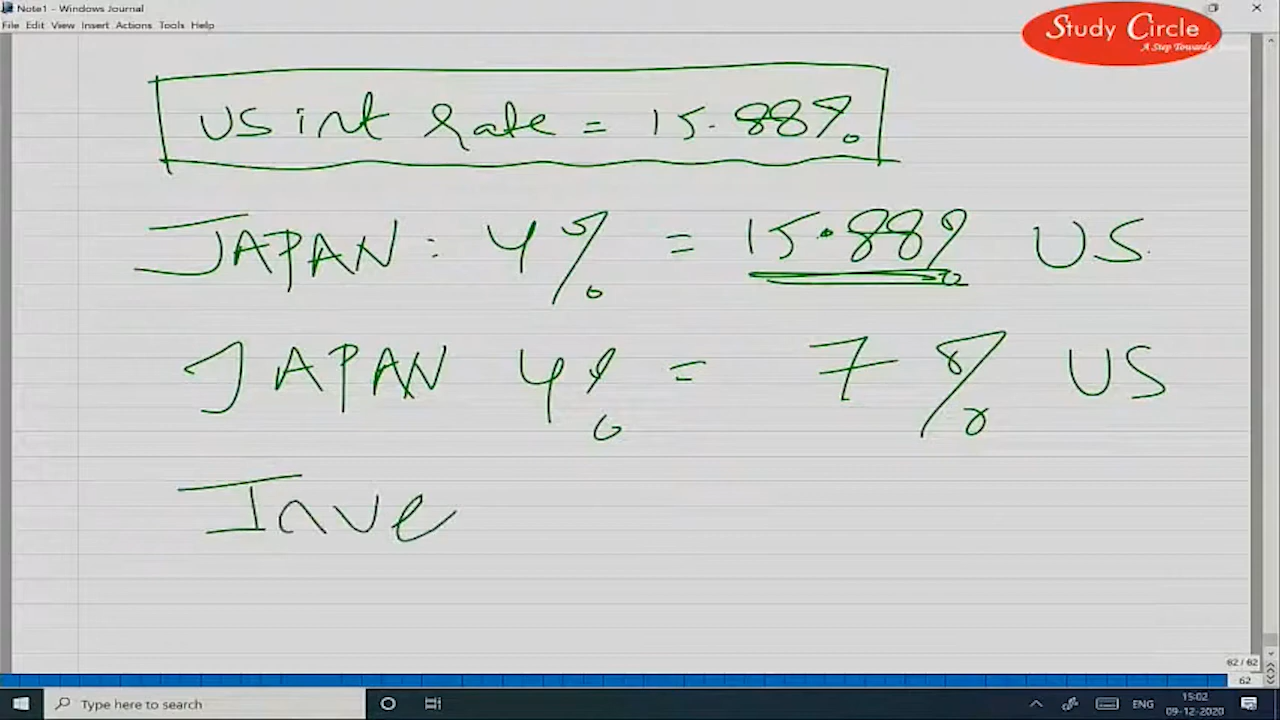 Note1 - Windows Journal
File Edit View Insert Actions Tools Help
Study Circle
A Step Towards
US int Rate = 15.88%
JAPAN: 4% = 15.88% US
JAPAN 4% = 7% US
Inve
62 / 62
62
Type here to search
ENG
15:02
09-12-2020